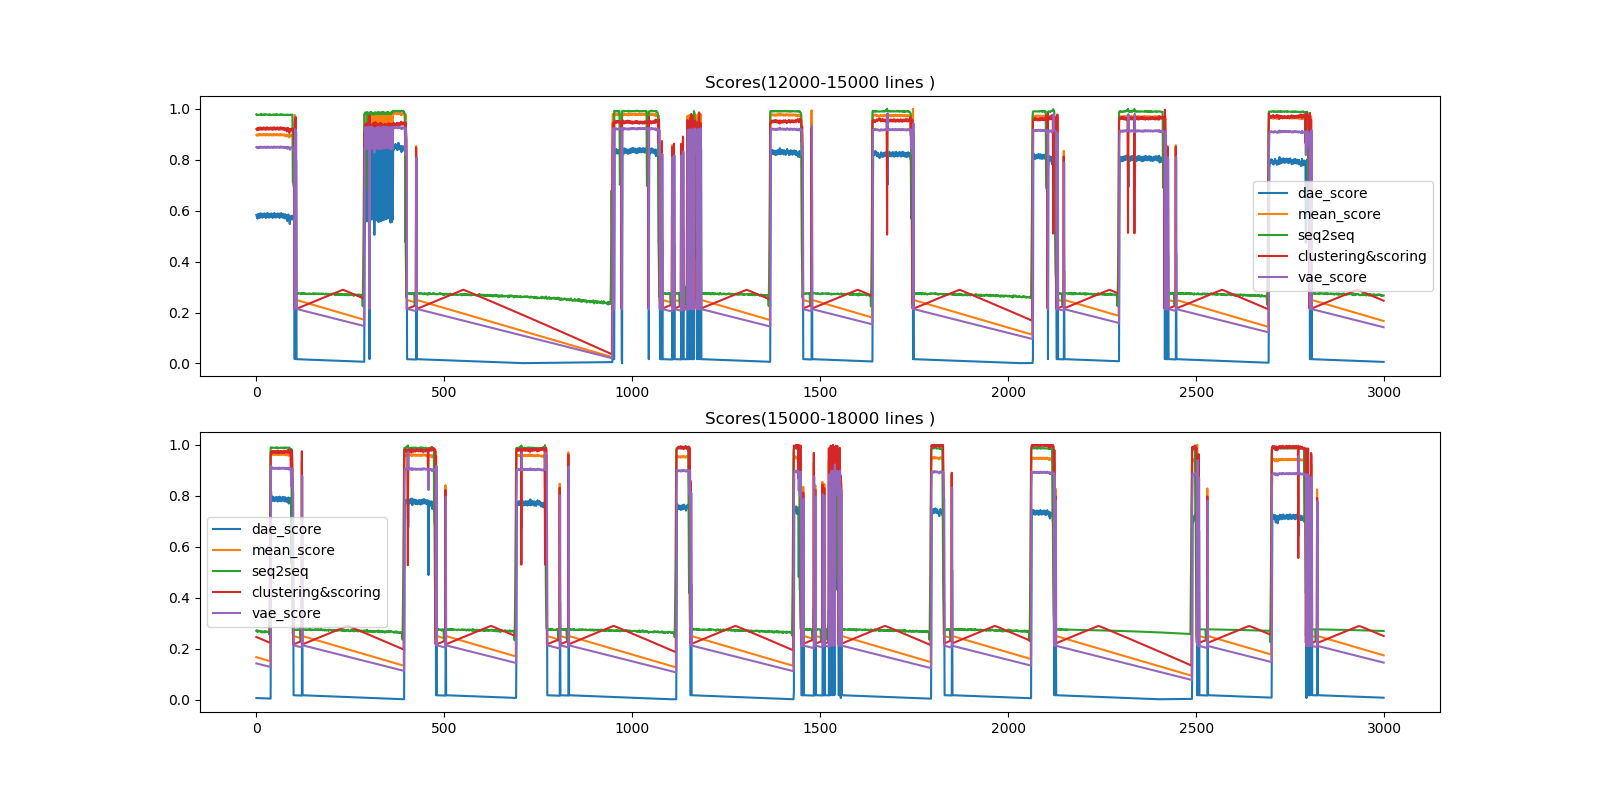 Scores(12000-15000 lines )
1.0
0.8
0.6
0.4
0.2
0.0
dae_score
mean_score
seq2seq
clustering&scoring
vae_score
0 500 1000 1500 2000 2500 3000
Scores(15000-18000 lines )
1.0
0.8
0.6
0.4
0.2
0.0
dae_score
mean_score
seq2seq
clustering&scoring
vae_score
0 500 1000 1500 2000 2500 3000